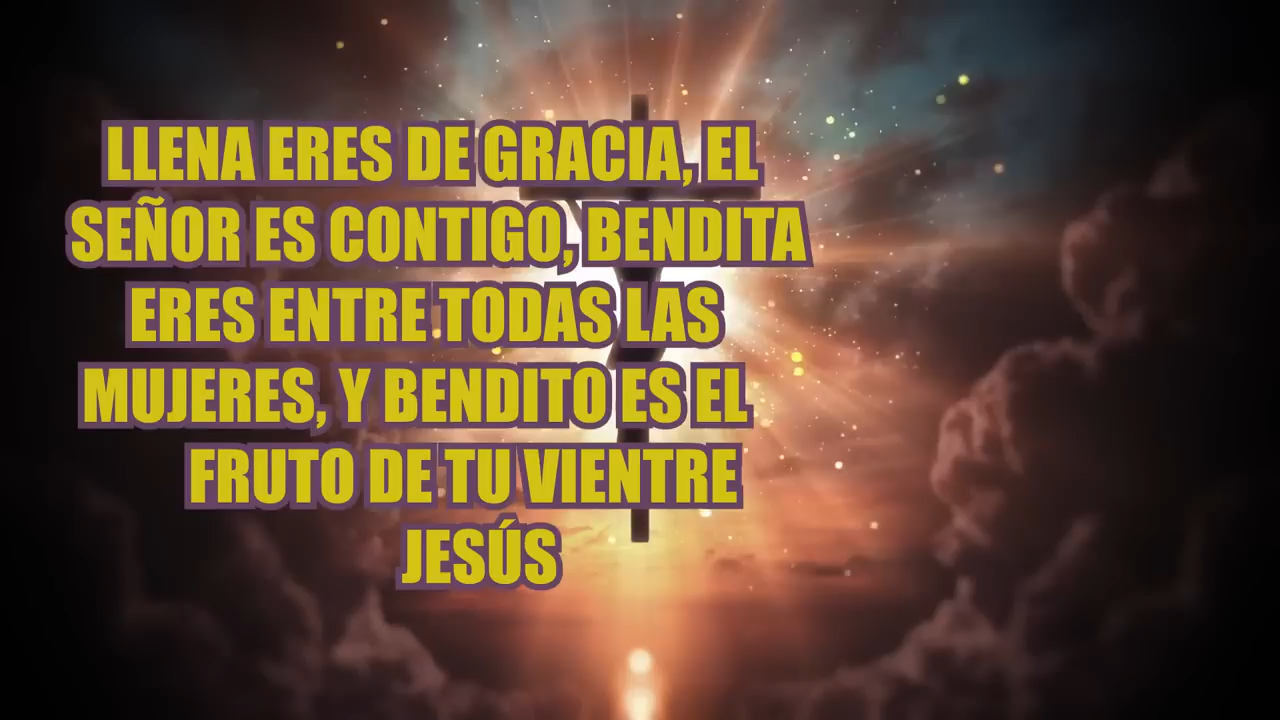 LLENA ERES DE GRACIA, EL
SEÑOR ES CONTIGO, BENDITA
ERES ENTRE TODAS LAS
MUJERES, Y BENDITO ES EL
FRUTO DE TU VIENTRE
JESÚS